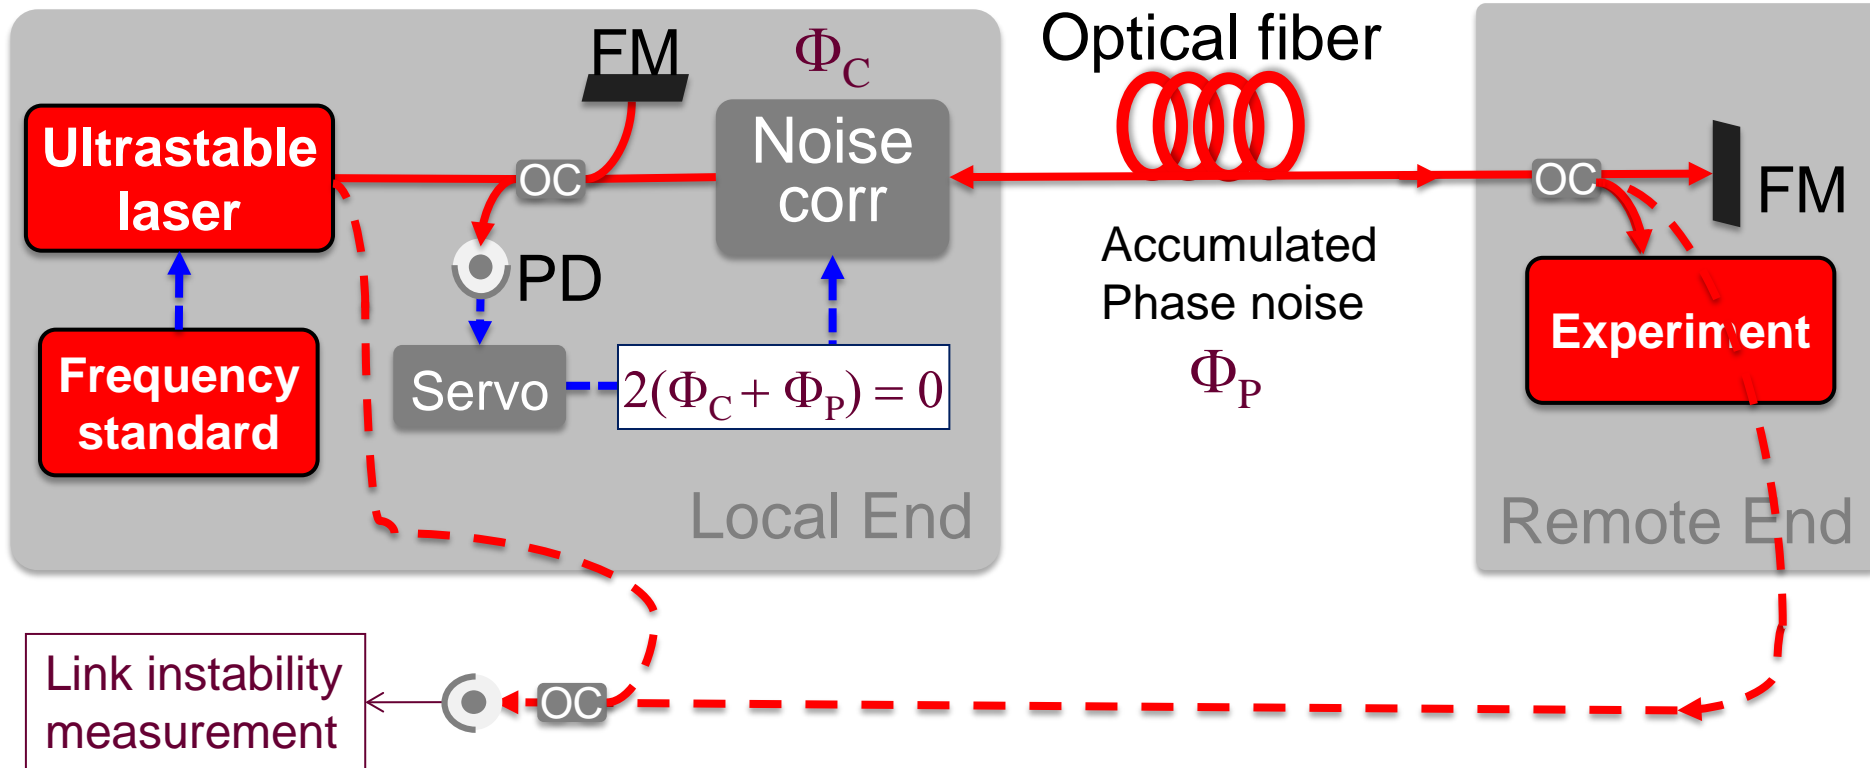 FM
Φ_C
Optical fiber
Ultrastable
laser
OC
Noise
corr
OC
FM
PD
Accumulated
Phase noise
Φ_P
Frequency
standard
Servo
2(Φ_C + Φ_P) = 0
Experiment
Local End
Remote End
Link instability
measurement
OC